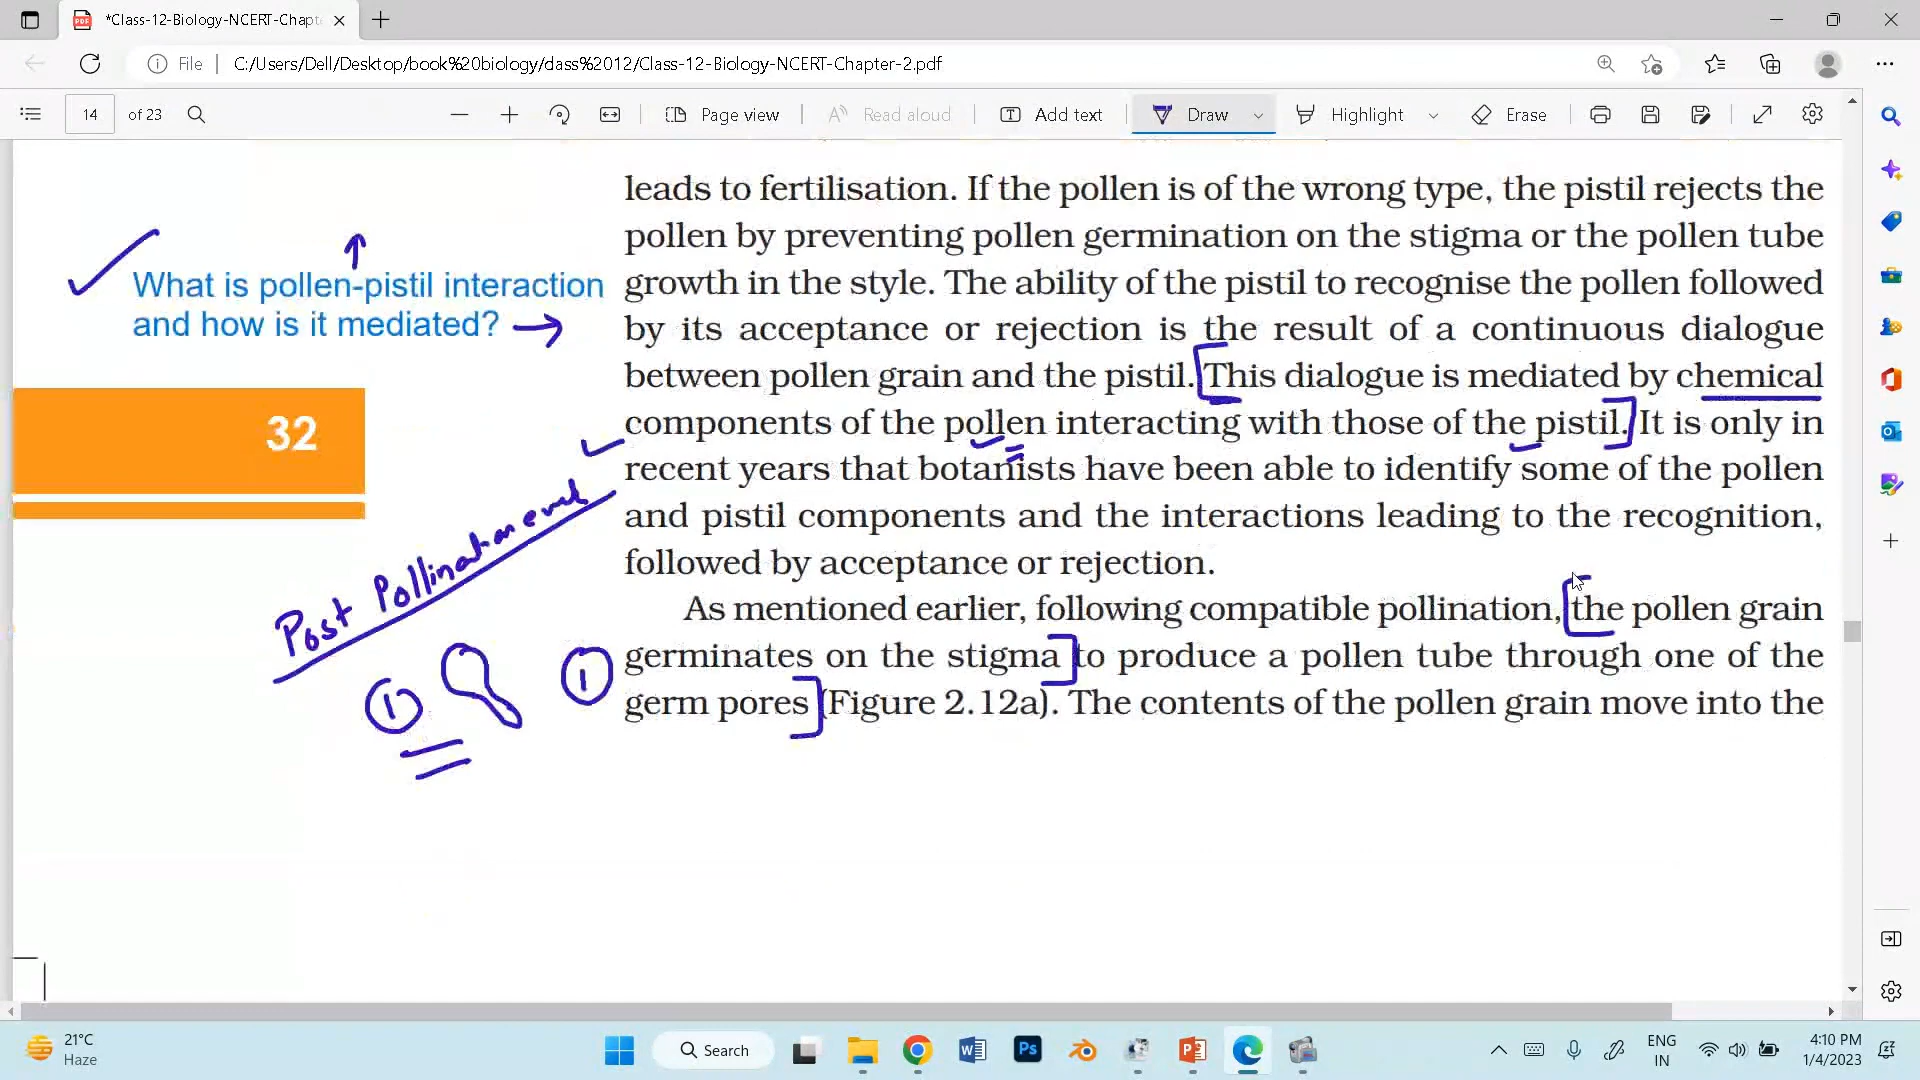 *Class-12-Biology-NCERT-Chapt
File
C:/Users/Dell/Desktop/book%20biology/class%2012/Class-12-Biology-NCERT-Chapter-2.pdf
14 of 23
Page view
Read aloud
Add text
Draw
Highlight
Erase
leads to fertilisation. If the pollen is of the wrong type, the pistil rejects the
pollen by preventing pollen germination on the stigma or the pollen tube
growth in the style. The ability of the pistil to recognise the pollen followed
by its acceptance or rejection is the result of a continuous dialogue
between pollen grain and the pistil. This dialogue is mediated by chemical
components of the pollen interacting with those of the pistil. It is only in
recent years that botanists have been able to identify some of the pollen
and pistil components and the interactions leading to the recognition,
followed by acceptance or rejection.
As mentioned earlier, following compatible pollination, the pollen grain
germinates on the stigma to produce a pollen tube through one of the
germ pores (Figure 2.12a). The contents of the pollen grain move into the
What is pollen-pistil interaction
and how is it mediated?
32
Post Pollination
1
1
21°C
Haze
Search
Ps
ENG
IN
4:10 PM
1/4/2023